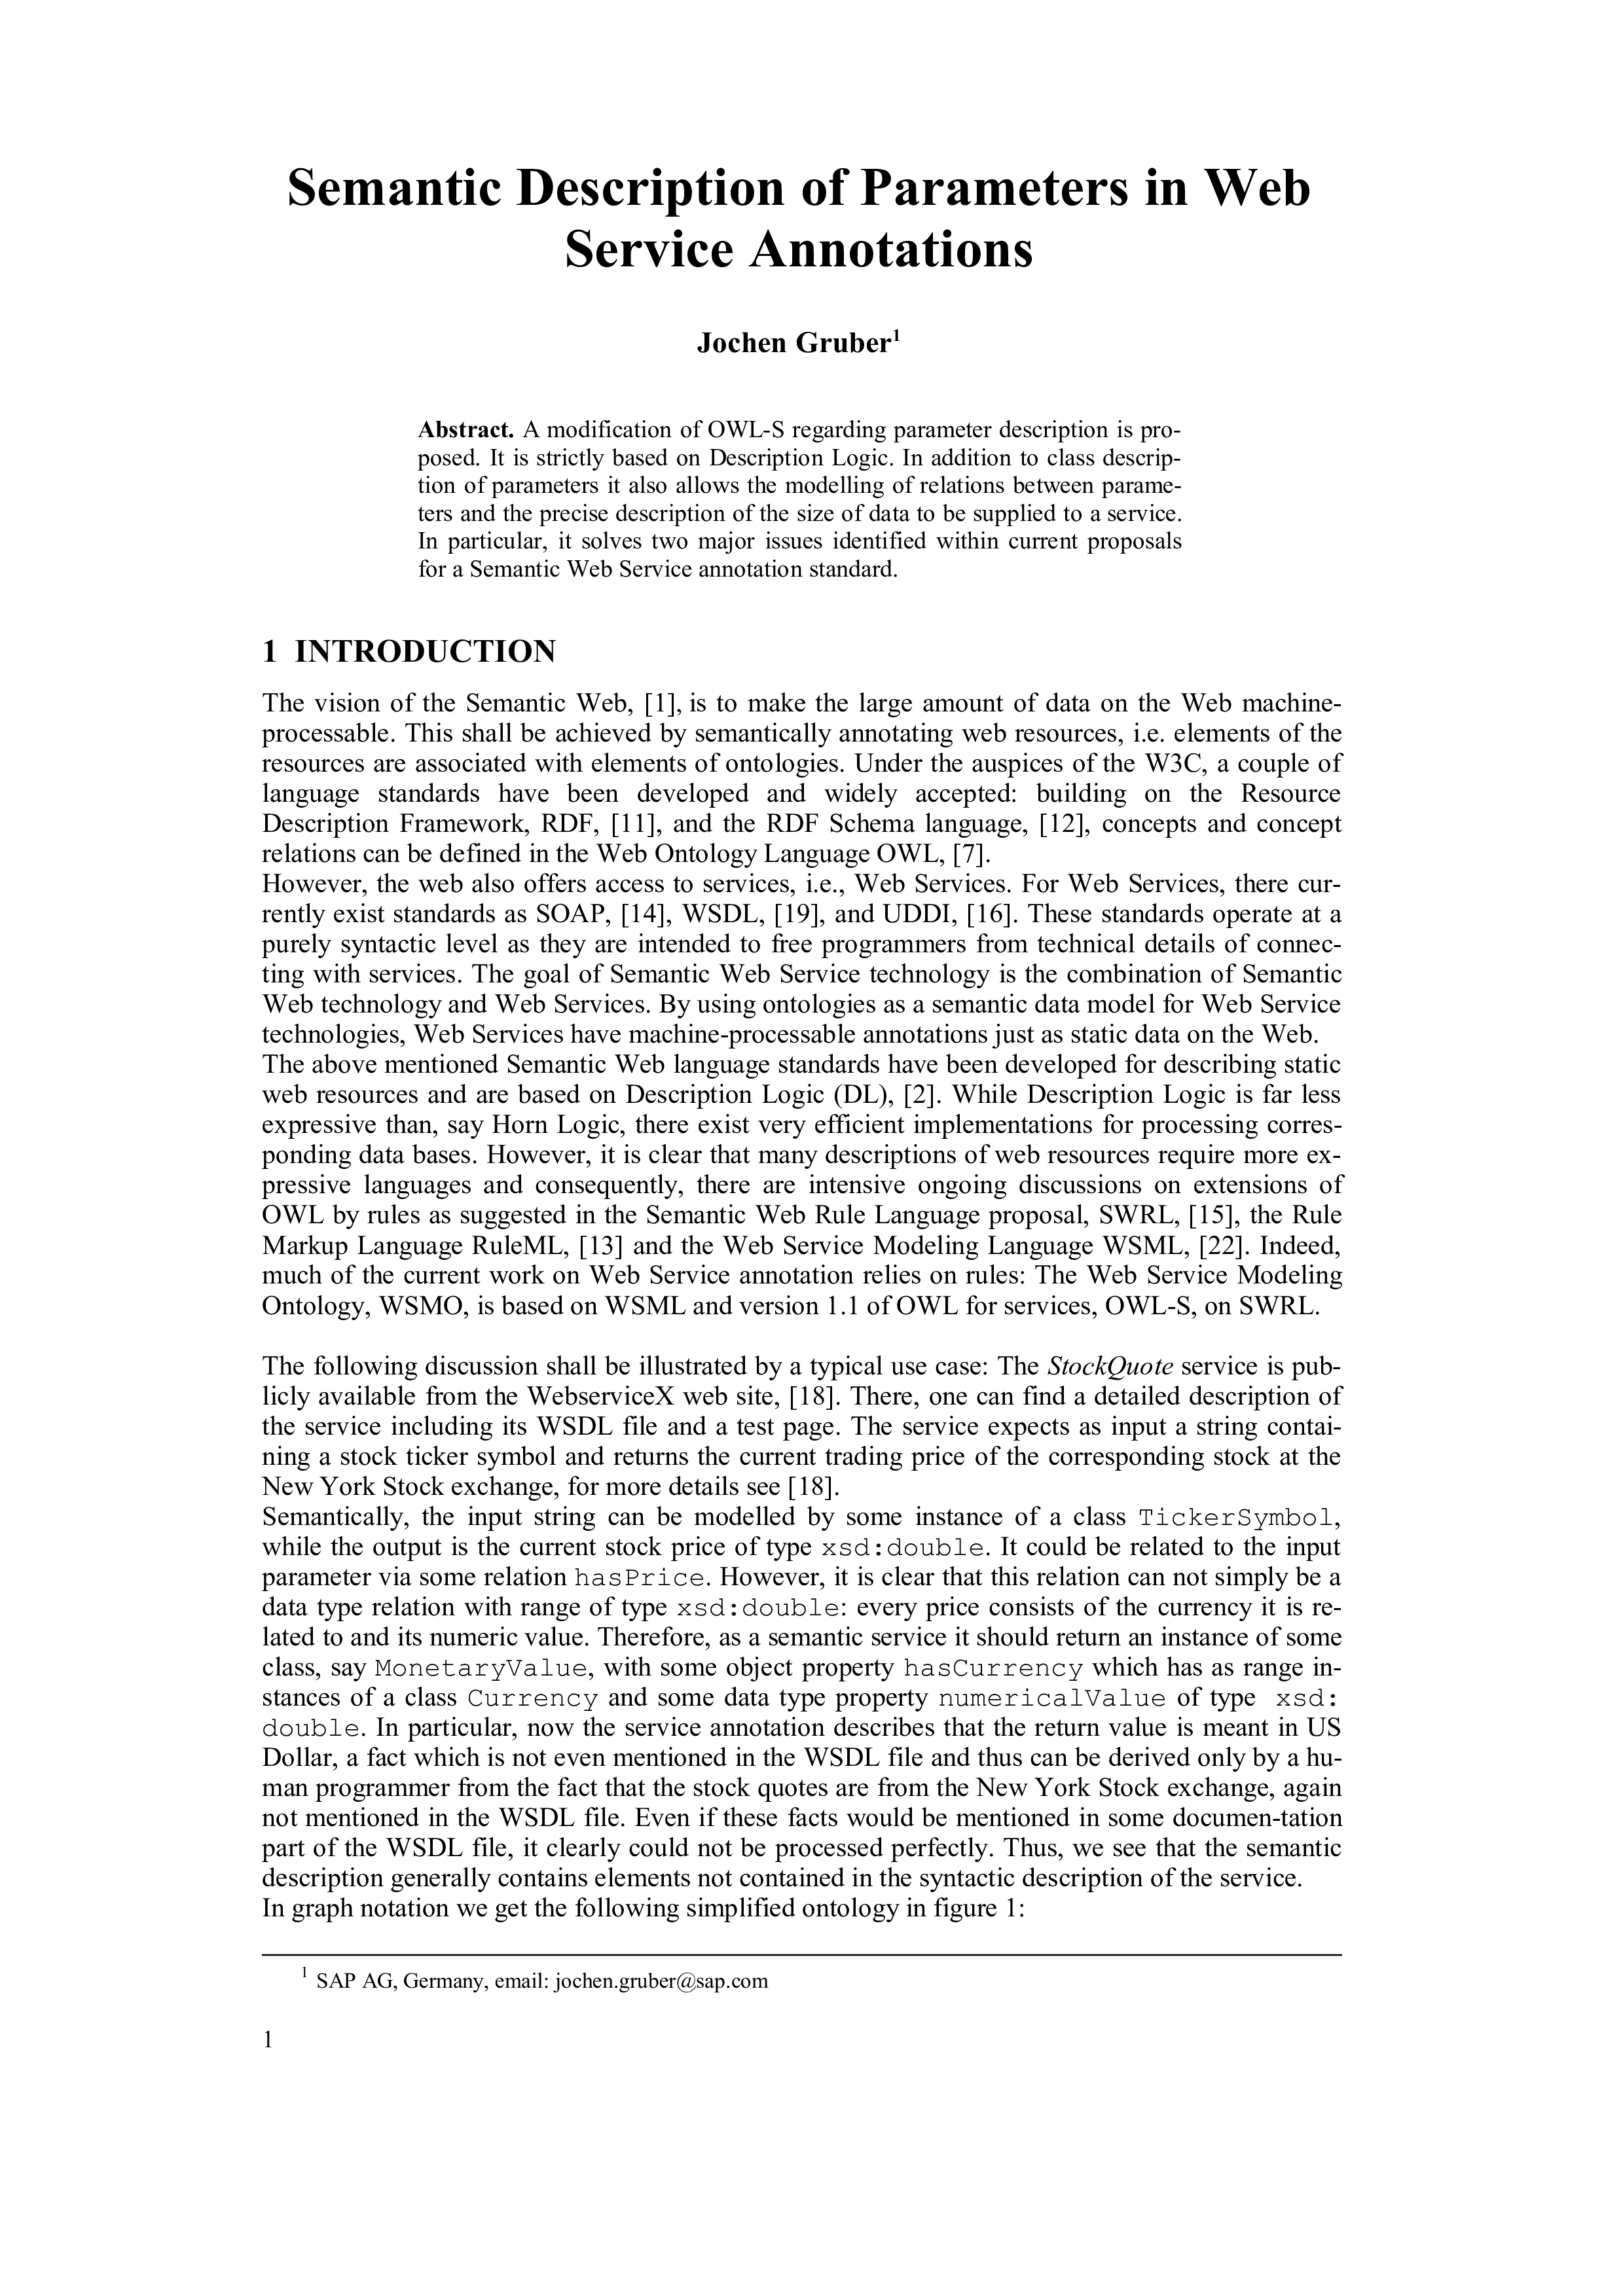 Semantic Description of Parameters in Web
Service Annotations
Jochen Gruber1
Abstract. A modification of OWL-S regarding parameter description is pro-
posed. It is strictly based on Description Logic. In addition to class descrip-
tion of parameters it also allows the modelling of relations between parame-
ters and the precise description of the size of data to be supplied to a service.
In particular, it solves two major issues identified within current proposals
for a Semantic Web Service annotation standard.
1 INTRODUCTION
The vision of the Semantic Web, [1], is to make the large amount of data on the Web machine-
processable. This shall be achieved by semantically annotating web resources, i.e. elements of the
resources are associated with elements of ontologies. Under the auspices of the W3C, a couple of
language standards have been developed and widely accepted: building on the Resource
Description Framework, RDF, [11], and the RDF Schema language, [12], concepts and concept
relations can be defined in the Web Ontology Language OWL, [7].
However, the web also offers access to services, i.e., Web Services. For Web Services, there cur-
rently exist standards as SOAP, [14], WSDL, [19], and UDDI, [16]. These standards operate at a
purely syntactic level as they are intended to free programmers from technical details of connec-
ting with services. The goal of Semantic Web Service technology is the combination of Semantic
Web technology and Web Services. By using ontologies as a semantic data model for Web Service
technologies, Web Services have machine-processable annotations just as static data on the Web.
The above mentioned Semantic Web language standards have been developed for describing static
web resources and are based on Description Logic (DL), [2]. While Description Logic is far less
expressive than, say Horn Logic, there exist very efficient implementations for processing corres-
ponding data bases. However, it is clear that many descriptions of web resources require more ex-
pressive languages and consequently, there are intensive ongoing discussions on extensions of
OWL by rules as suggested in the Semantic Web Rule Language proposal, SWRL, [15], the Rule
Markup Language RuleML, [13] and the Web Service Modeling Language WSML, [22]. Indeed,
much of the current work on Web Service annotation relies on rules: The Web Service Modeling
Ontology, WSMO, is based on WSML and version 1.1 of OWL for services, OWL-S, on SWRL.
The following discussion shall be illustrated by a typical use case: The StockQuote service is pub-
licly available from the WebserviceX web site, [18]. There, one can find a detailed description of
the service including its WSDL file and a test page. The service expects as input a string contai-
ning a stock ticker symbol and returns the current trading price of the corresponding stock at the
New York Stock exchange, for more details see [18].
Semantically, the input string can be modelled by some instance of a class TickerSymbol,
while the output is the current stock price of type xsd:double. It could be related to the input
parameter via some relation hasPrice. However, it is clear that this relation can not simply be a
data type relation with range of type xsd:double: every price consists of the currency it is re-
lated to and its numeric value. Therefore, as a semantic service it should return an instance of some
class, say MonetaryValue, with some object property hasCurrency which has as range in-
stances of a class Currency and some data type property numericalValue of type xsd:
double. In particular, now the service annotation describes that the return value is meant in US
Dollar, a fact which is not even mentioned in the WSDL file and thus can be derived only by a hu-
man programmer from the fact that the stock quotes are from the New York Stock exchange, again
not mentioned in the WSDL file. Even if these facts would be mentioned in some documen-tation
part of the WSDL file, it clearly could not be processed perfectly. Thus, we see that the semantic
description generally contains elements not contained in the syntactic description of the service.
In graph notation we get the following simplified ontology in figure 1:
1 SAP AG, Germany, email: jochen.gruber@sap.com
1